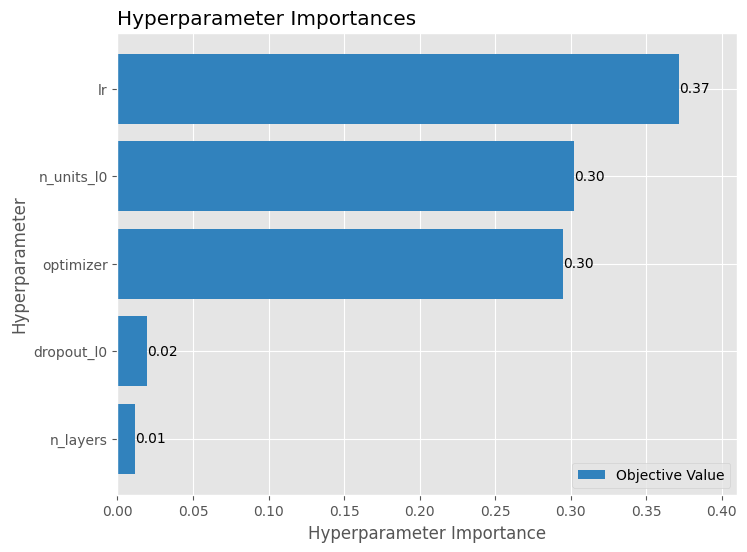 Hyperparameter Importances
lr
0.37
n_units_l0
0.30
optimizer
0.30
dropout_l0
0.02
n_layers
0.01
Hyperparameter
Objective Value
0.00 0.05 0.10 0.15 0.20 0.25 0.30 0.35 0.40
Hyperparameter Importance